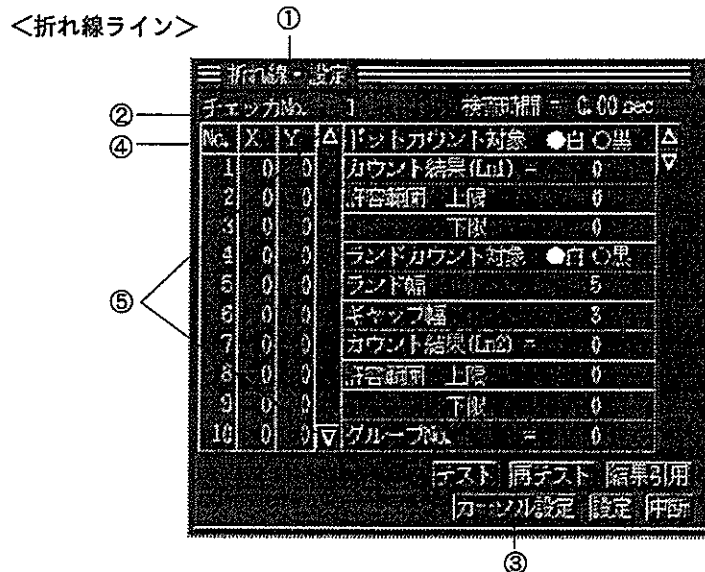 <折れ線ライン>
①
折れ線・設定
②
チェッカNo. 1 検査時間 = 0.00 sec
④
No. X Y △ ドットカウント対象 ●白 ○黒 △
1 0 0 カウント結果(Ln1) = 0 ▽
2 0 0 許容範囲 上限 0
3 0 0 下限 0
4 0 0 ランドカウント対象 ●白 ○黒
⑤
5 0 0 ランド幅 5
6 0 0 ギャップ幅 3
7 0 0 カウント結果(Ln2) = 0
8 0 0 許容範囲 上限 0
9 0 0 下限 0
10 0 0 ▽ グループNo. = 0
テスト 再テスト 結果引用
カーソル設定 設定 中断
③